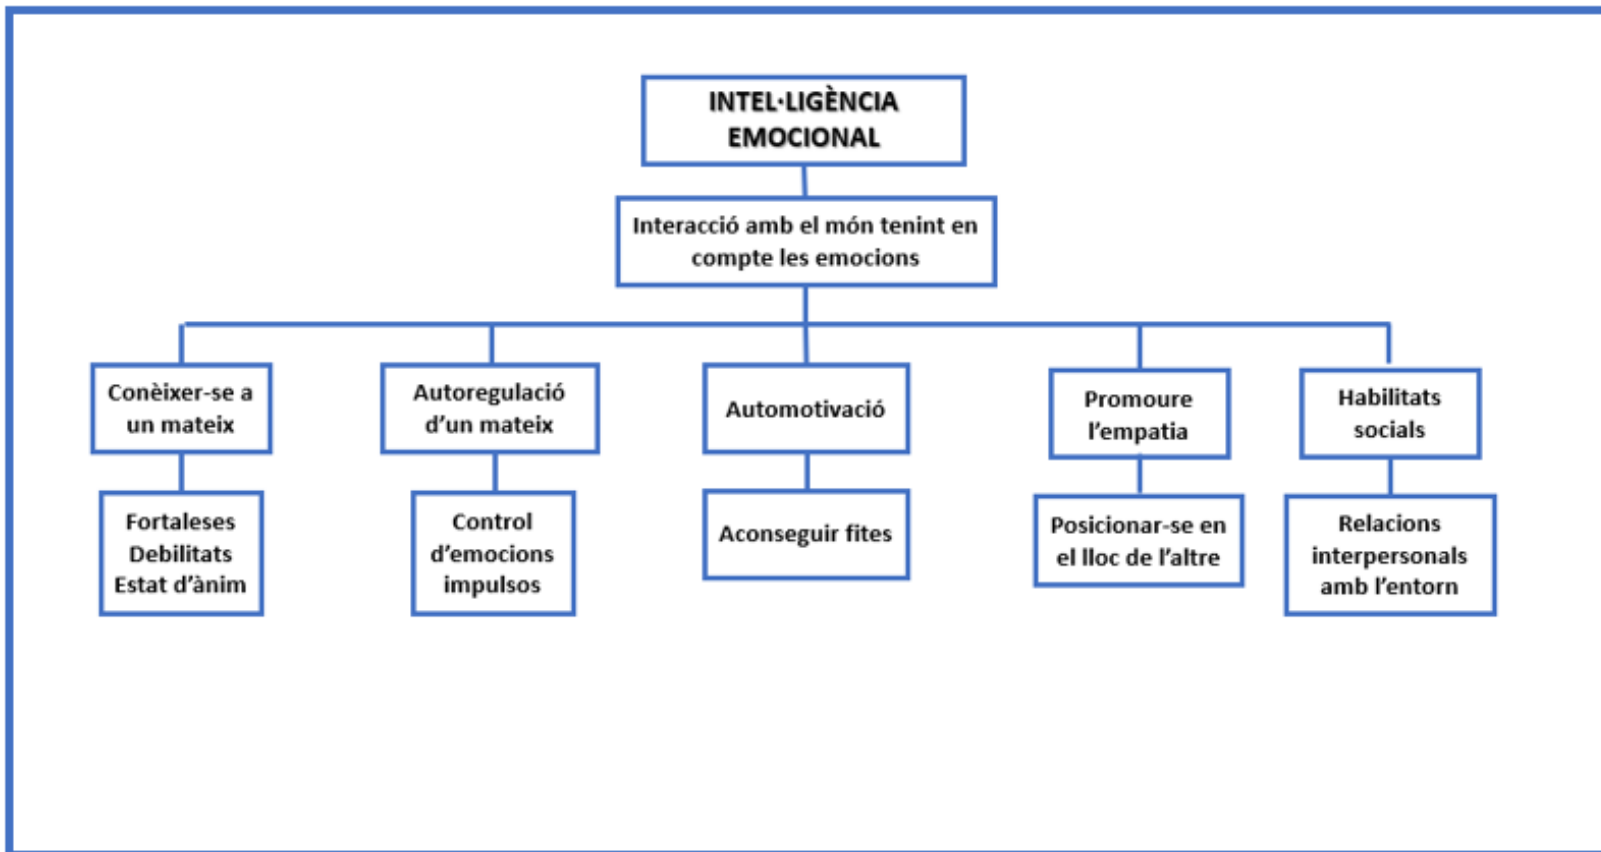 INTEL·LIGÈNCIA
EMOCIONAL
Interacció amb el món tenint en
compte les emocions
Conèixer-se a
un mateix
Autoregulació
d’un mateix
Automotivació
Promoure
l’empatia
Habilitats
socials
Fortaleses
Debilitats
Estat d’ànim
Control
d’emocions
impulsos
Aconseguir fites
Posicionar-se en
el lloc de l’altre
Relacions
interpersonals
amb l’entorn